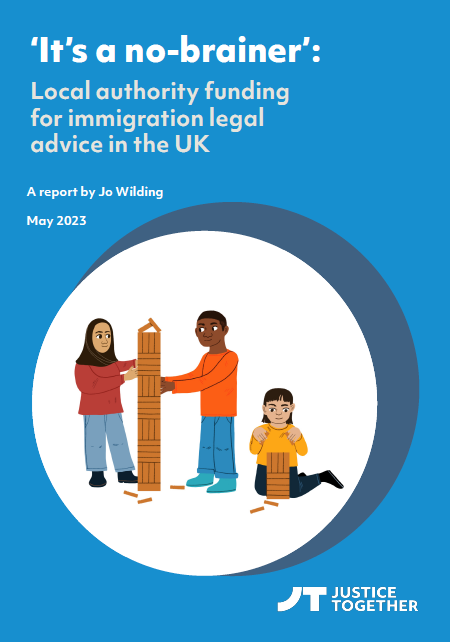 ‘It’s a no-brainer’:
Local authority funding
for immigration legal
advice in the UK
A report by Jo Wilding
May 2023
JT JUSTICE
TOGETHER